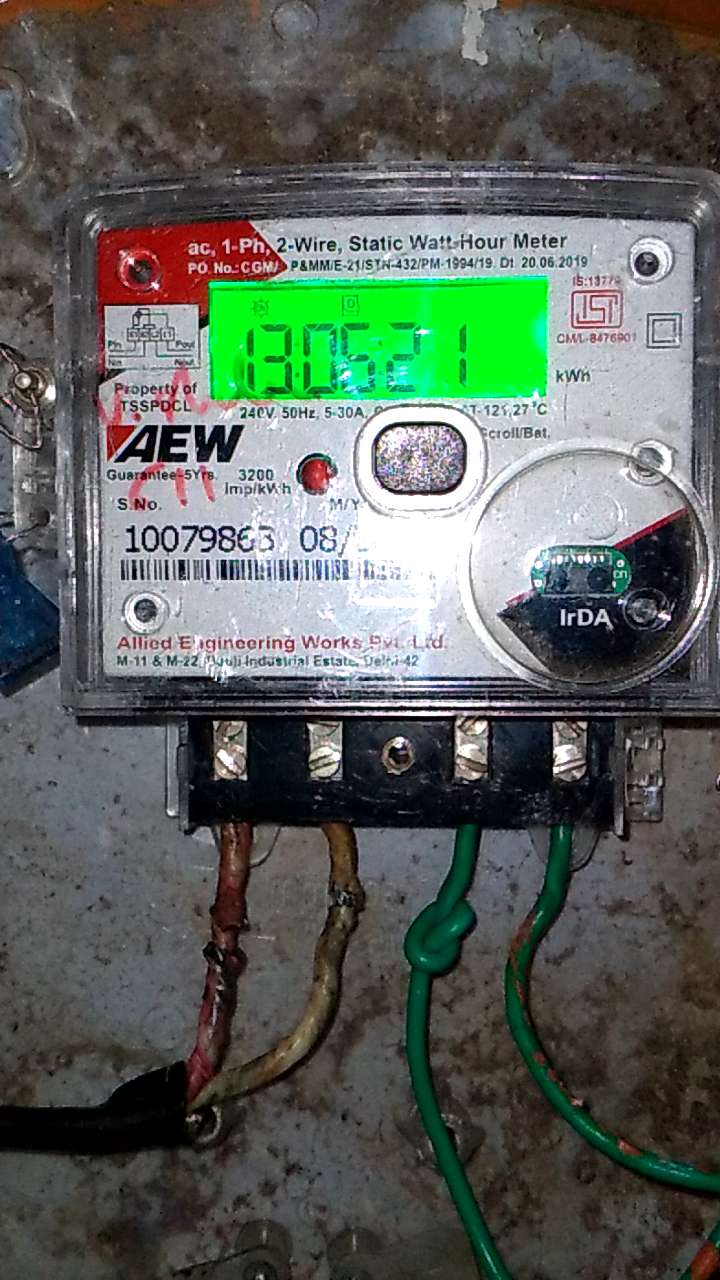 ac, 1-Ph, 2-Wire, Static Watt-Hour Meter
PO. No.:CGM/ P&MM/E-21/STN-432/PM-1994/19. Dt. 20.06.2019
IS:13779
CM/L-8476901
Pin Pout
Nin Nout
kWh
Property of
TSSPDCL
240V, 50Hz, 5-30A, 27°C
AEW
Scroll/Bat.
Guarantee-5Yrs. 3200
Imp/kWh
S.No. M/Y
10079863 08/
IrDA
Allied Engineering Works Pvt. Ltd.
M-11 & M-22, Industrial Estate, Delhi-42